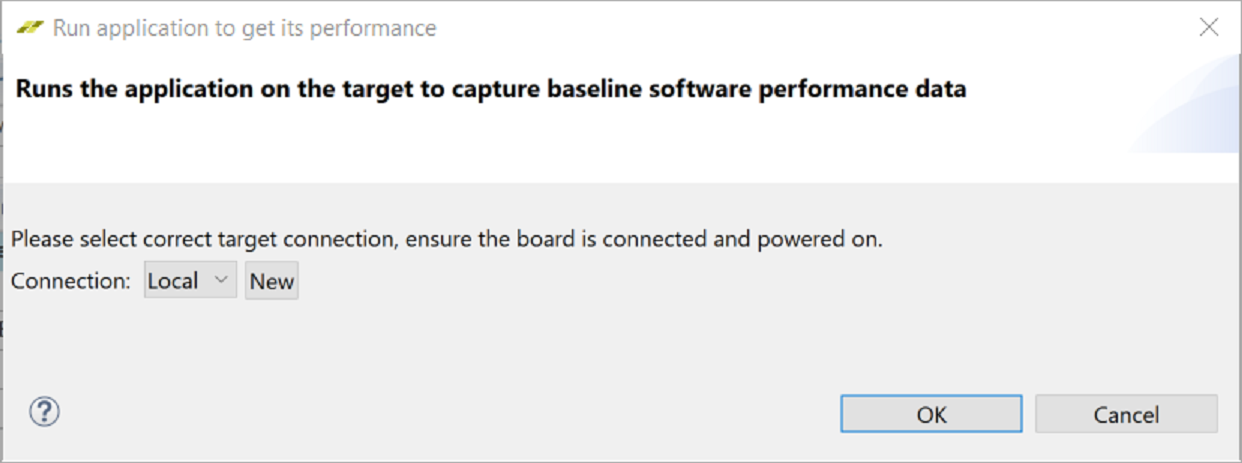 Run application to get its performance
Runs the application on the target to capture baseline software performance data
Please select correct target connection, ensure the board is connected and powered on.
Connection: Local New
? OK Cancel